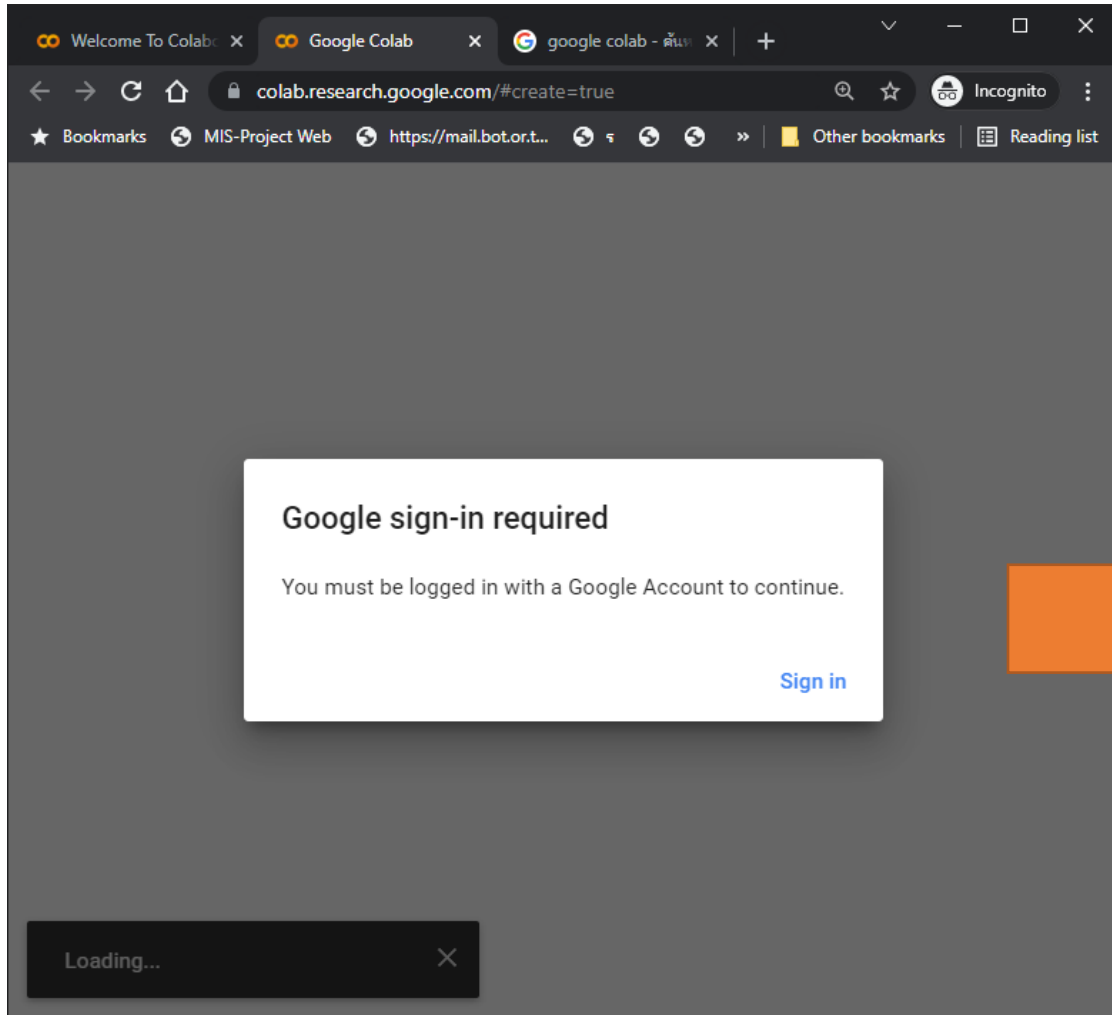 Welcome To Colabc
Google Colab
google colab - ค้นห
colab.research.google.com/#create=true
Incognito
Bookmarks
MIS-Project Web
https://mail.bot.or.t...
ร
»
Other bookmarks
Reading list
Google sign-in required
You must be logged in with a Google Account to continue.
Sign in
Loading...